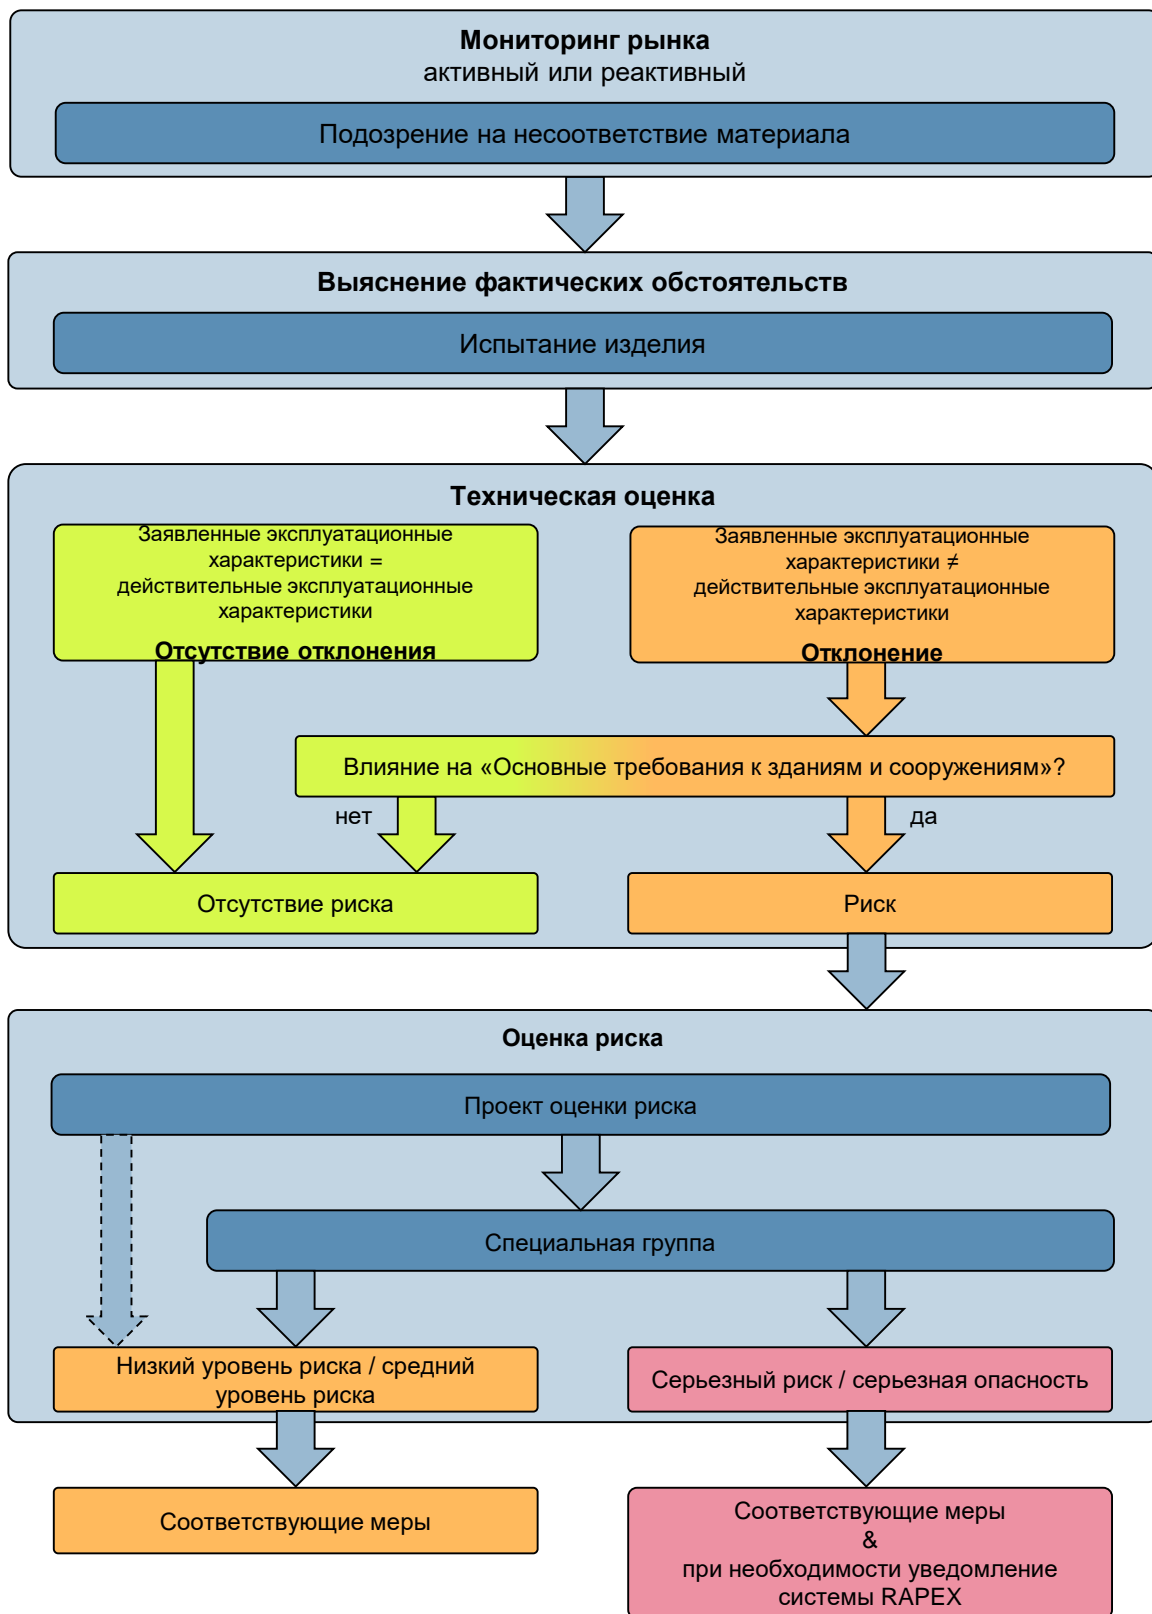 Мониторинг рынка
активный или реактивный
Подозрение на несоответствие материала
Выяснение фактических обстоятельств
Испытание изделия
Техническая оценка
Заявленные эксплуатационные
характеристики =
действительные эксплуатационные
характеристики
Отсутствие отклонения
Заявленные эксплуатационные
характеристики ≠
действительные эксплуатационные
характеристики
Отклонение
Влияние на «Основные требования к зданиям и сооружениям»?
нет
да
Отсутствие риска
Риск
Оценка риска
Проект оценки риска
Специальная группа
Низкий уровень риска / средний
уровень риска
Серьезный риск / серьезная опасность
Соответствующие меры
Соответствующие меры
&
при необходимости уведомление
системы RAPEX